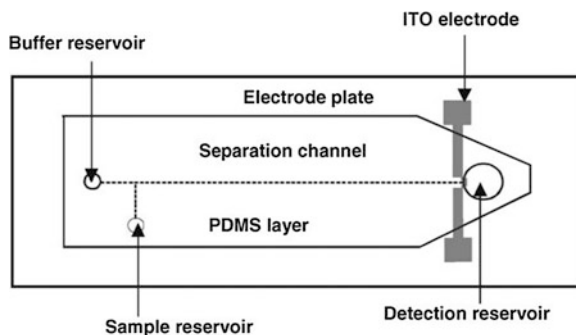 ITO electrode
Buffer reservoir
Electrode plate
Separation channel
PDMS layer
Detection reservoir
Sample reservoir